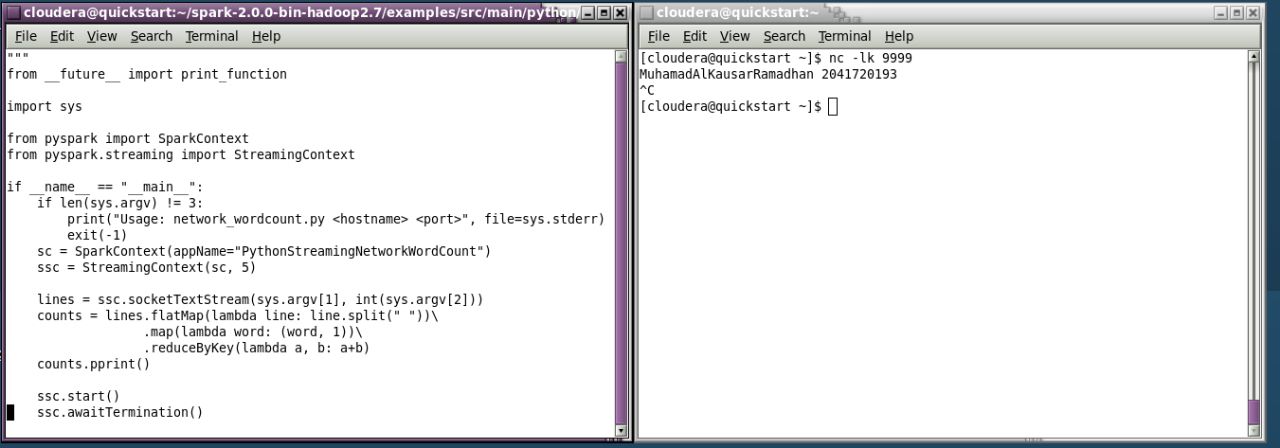 cloudera@quickstart:~/spark-2.0.0-bin-hadoop2.7/examples/src/main/python
File Edit View Search Terminal Help
"""
from __future__ import print_function
import sys
from pyspark import SparkContext
from pyspark.streaming import StreamingContext
if __name__ == "__main__":
    if len(sys.argv) != 3:
        print("Usage: network_wordcount.py <hostname> <port>", file=sys.stderr)
        exit(-1)
    sc = SparkContext(appName="PythonStreamingNetworkWordCount")
    ssc = StreamingContext(sc, 5)
    lines = ssc.socketTextStream(sys.argv[1], int(sys.argv[2]))
    counts = lines.flatMap(lambda line: line.split(" "))\
                  .map(lambda word: (word, 1))\
                  .reduceByKey(lambda a, b: a+b)
    counts.pprint()
    ssc.start()
    ssc.awaitTermination()
cloudera@quickstart:~
File Edit View Search Terminal Help
[cloudera@quickstart ~]$ nc -lk 9999
MuhamadAlKausarRamadhan 2041720193
^C
[cloudera@quickstart ~]$